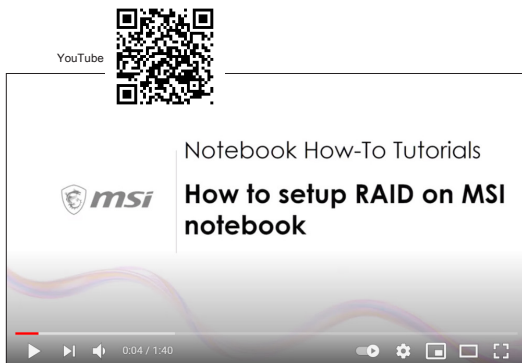 YouTube
Notebook How-To Tutorials
msi
How to setup RAID on MSI
notebook
0:04 / 1:40